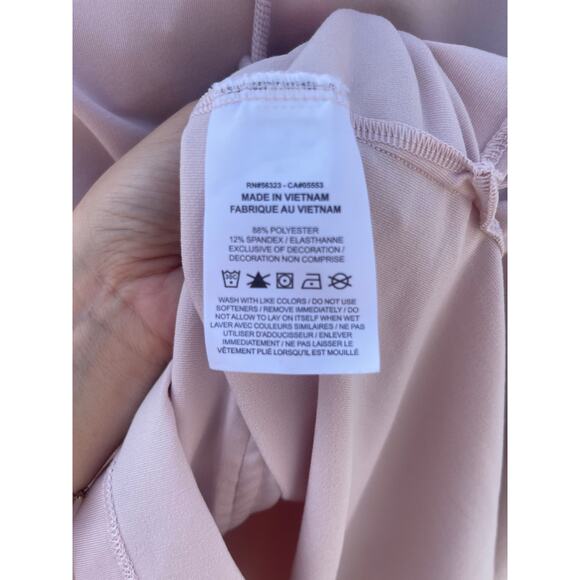 RN#56323 - CA#05553
MADE IN VIETNAM
FABRIQUE AU VIETNAM
88% POLYESTER
12% SPANDEX / ELASTHANNE
EXCLUSIVE OF DECORATION /
DECORATION NON COMPRISE
30C
WASH WITH LIKE COLORS / DO NOT USE
SOFTENERS / REMOVE IMMEDIATELY / DO
NOT ALLOW TO LAY ON ITSELF WHEN WET
LAVER AVEC COULEURS SIMILAIRES / NE PAS
UTILISER D'ADOUCISSEUR / ENLEVER
IMMÉDIATEMENT / NE PAS LAISSER LE
VÊTEMENT PLIÉ LORSQU'IL EST MOUILLÉ